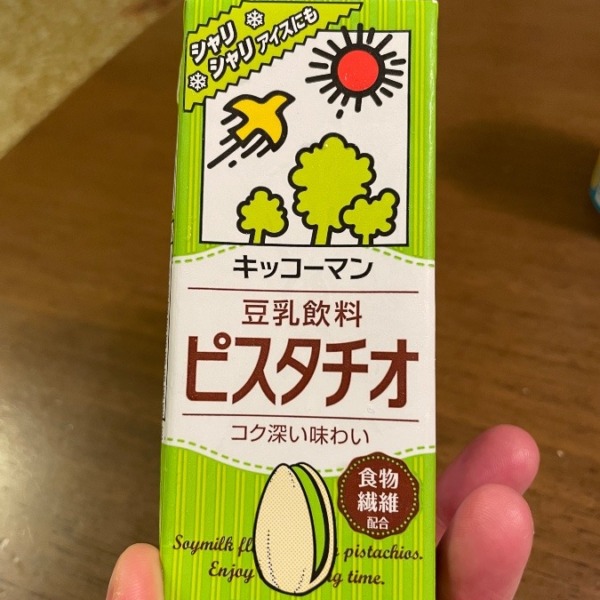 シャリ
シャリ アイスにも
キッコーマン
豆乳飲料
ピスタチオ
コク深い味わい
食物
繊維
配合
Soymilk pistachios.
Enjoy time.